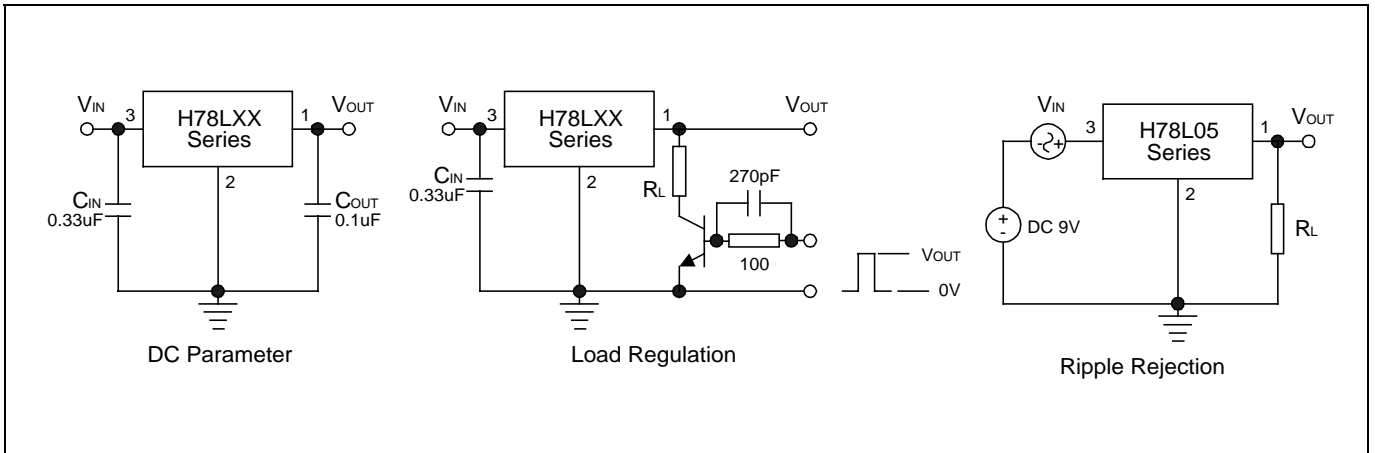 VIN
3
H78LXX
Series
1
VOUT
2
CIN
0.33uF
COUT
0.1uF
DC Parameter
VIN
3
H78LXX
Series
1
VOUT
2
CIN
0.33uF
RL
270pF
100
VOUT
0V
Load Regulation
VIN
-
+
3
H78L05
Series
1
VOUT
2
+
-
DC 9V
RL
Ripple Rejection